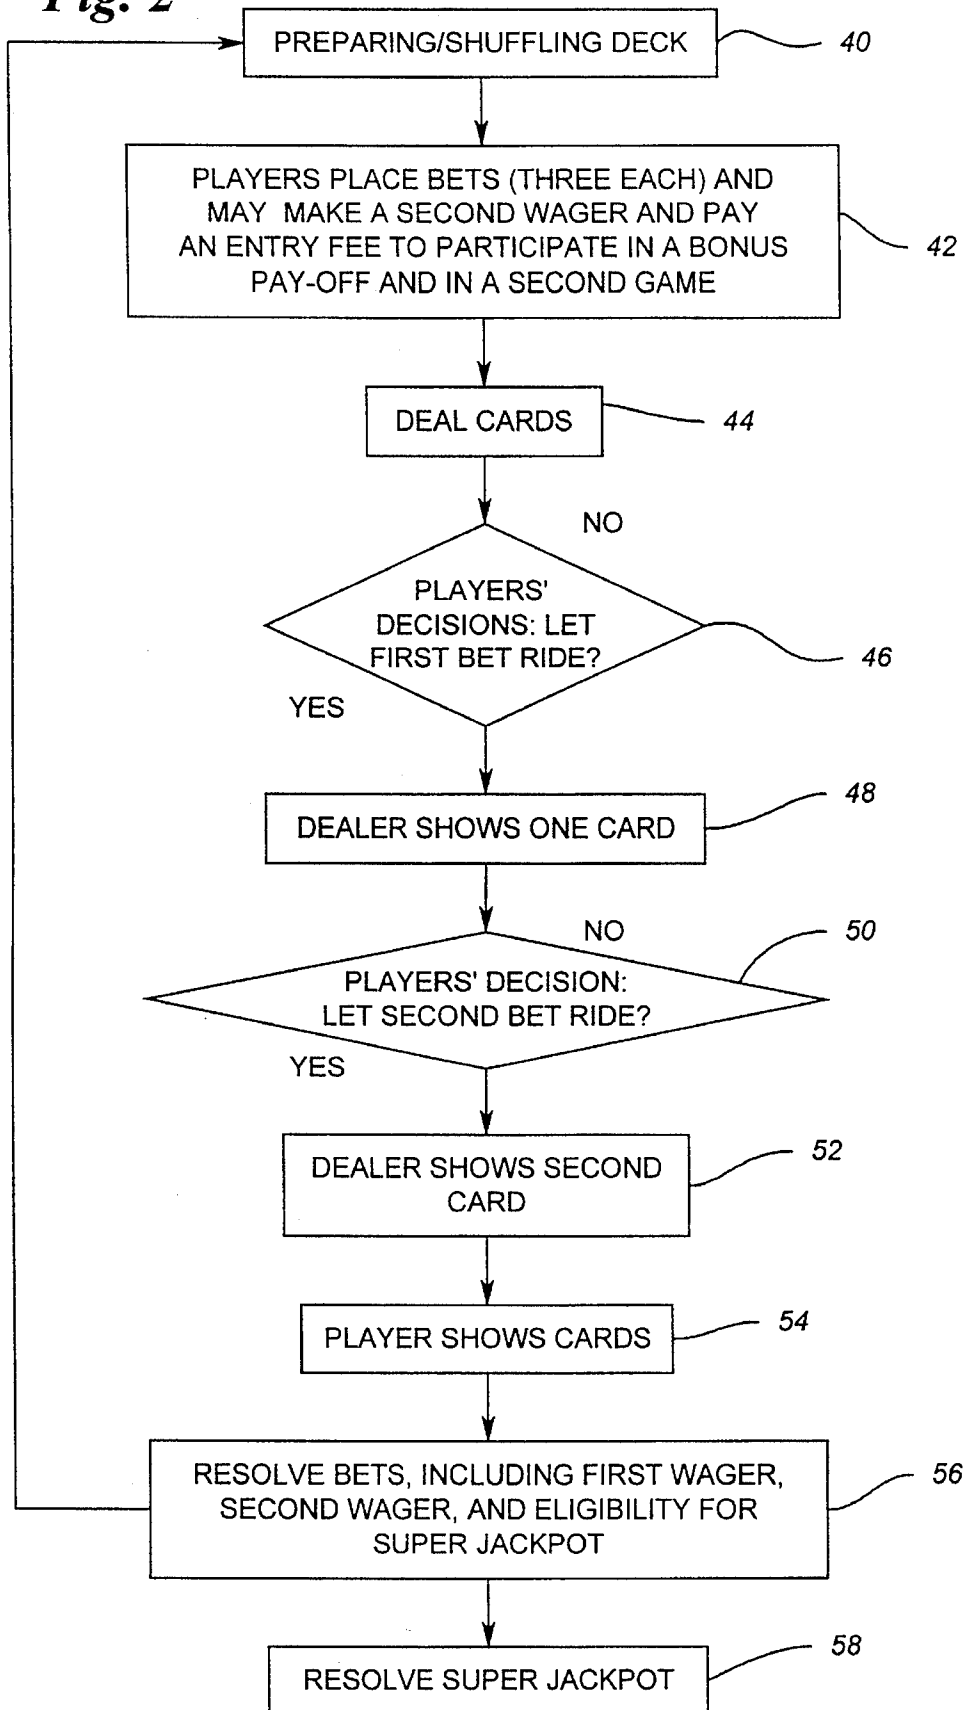 Fig. 2
PREPARING/SHUFFLING DECK
40
PLAYERS PLACE BETS (THREE EACH) AND
MAY MAKE A SECOND WAGER AND PAY
AN ENTRY FEE TO PARTICIPATE IN A BONUS
PAY-OFF AND IN A SECOND GAME
42
DEAL CARDS
44
NO
PLAYERS'
DECISIONS: LET
FIRST BET RIDE?
46
YES
48
DEALER SHOWS ONE CARD
NO
50
PLAYERS' DECISION:
LET SECOND BET RIDE?
YES
52
DEALER SHOWS SECOND
CARD
54
PLAYER SHOWS CARDS
56
RESOLVE BETS, INCLUDING FIRST WAGER,
SECOND WAGER, AND ELIGIBILITY FOR
SUPER JACKPOT
58
RESOLVE SUPER JACKPOT